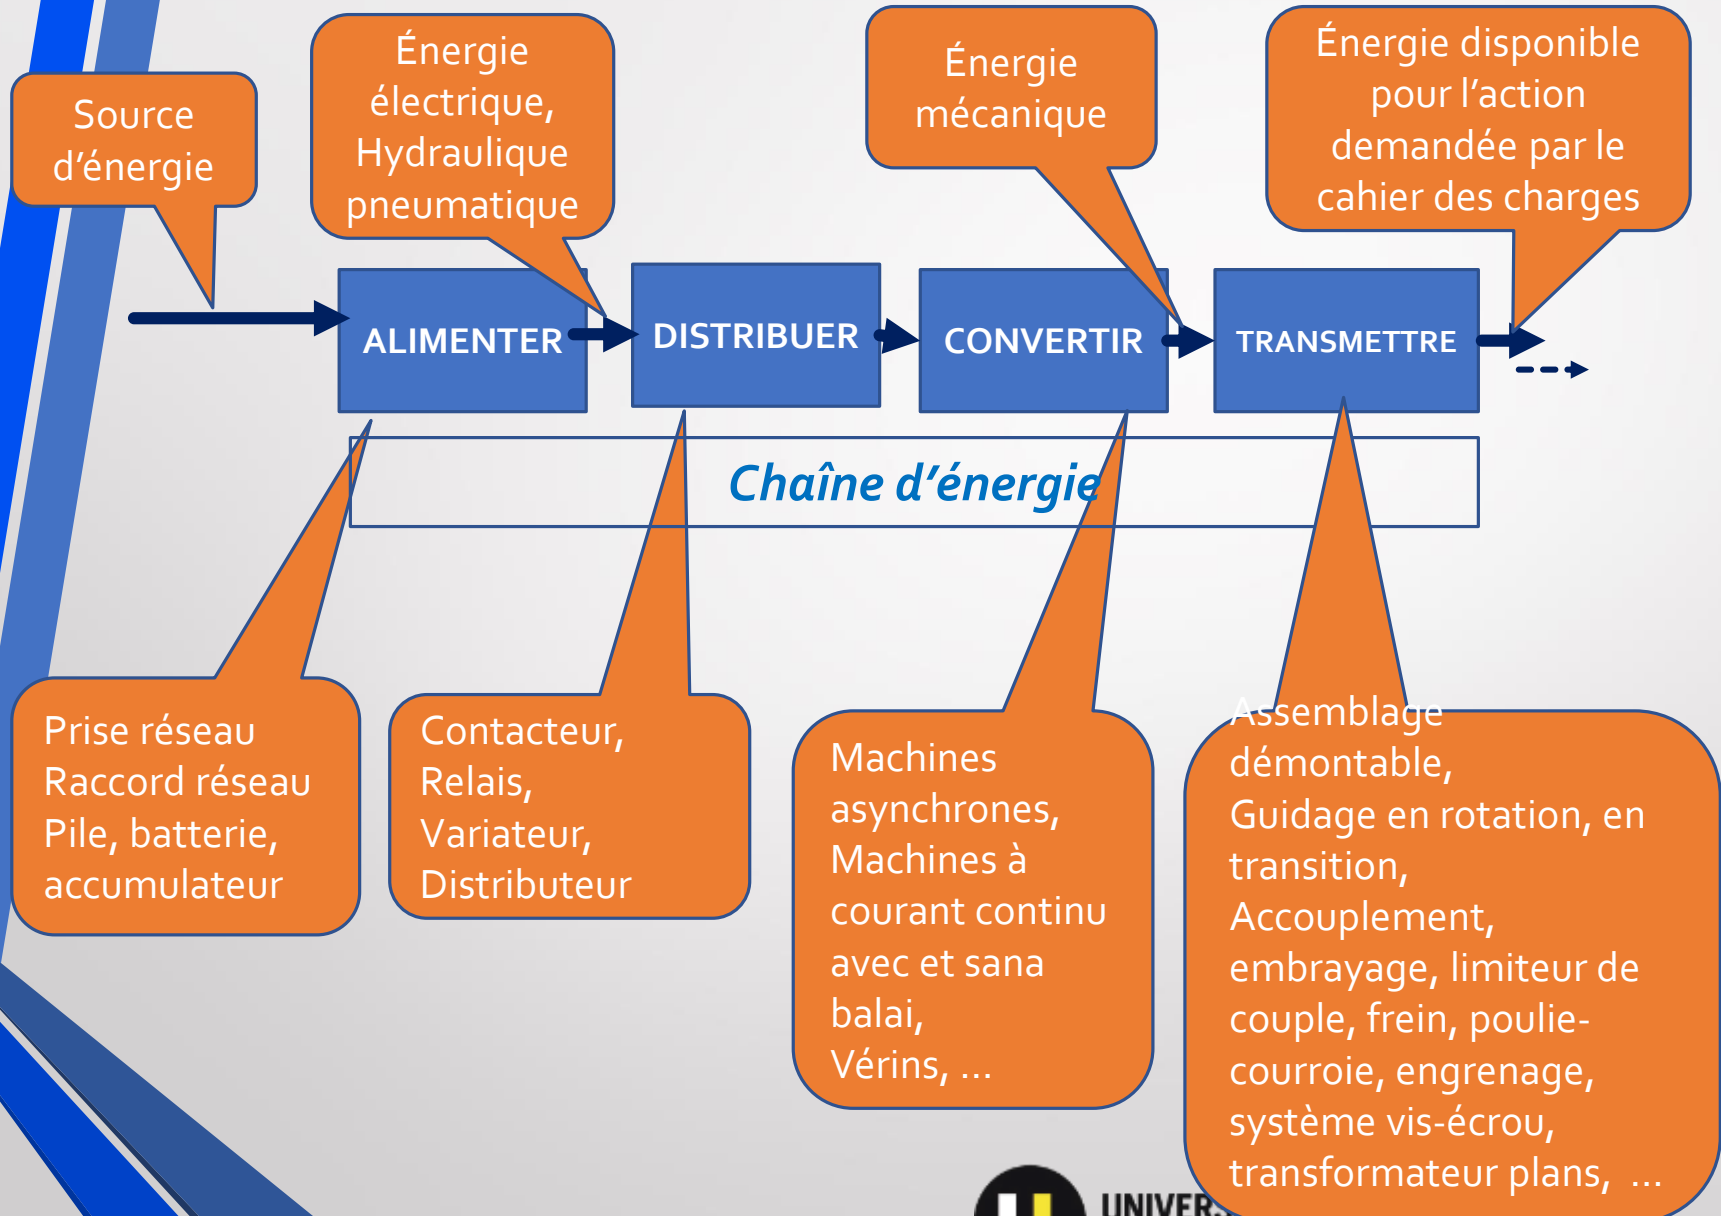 Source
d'énergie
Énergie
électrique,
Hydraulique
pneumatique
Énergie
mécanique
Énergie disponible
pour l'action
demandée par le
cahier des charges
ALIMENTER
DISTRIBUER
CONVERTIR
TRANSMETTRE
Chaîne d'énergie
Prise réseau
Raccord réseau
Pile, batterie,
accumulateur
Contacteur,
Relais,
Variateur,
Distributeur
Machines
asynchrones,
Machines à
courant continu
avec et sana
balai,
Vérins, ...
Assemblage
démontable,
Guidage en rotation, en
transition,
Accouplement,
embrayage, limiteur de
couple, frein, poulie-
courroie, engrenage,
système vis-écrou,
transformateur plans, ...